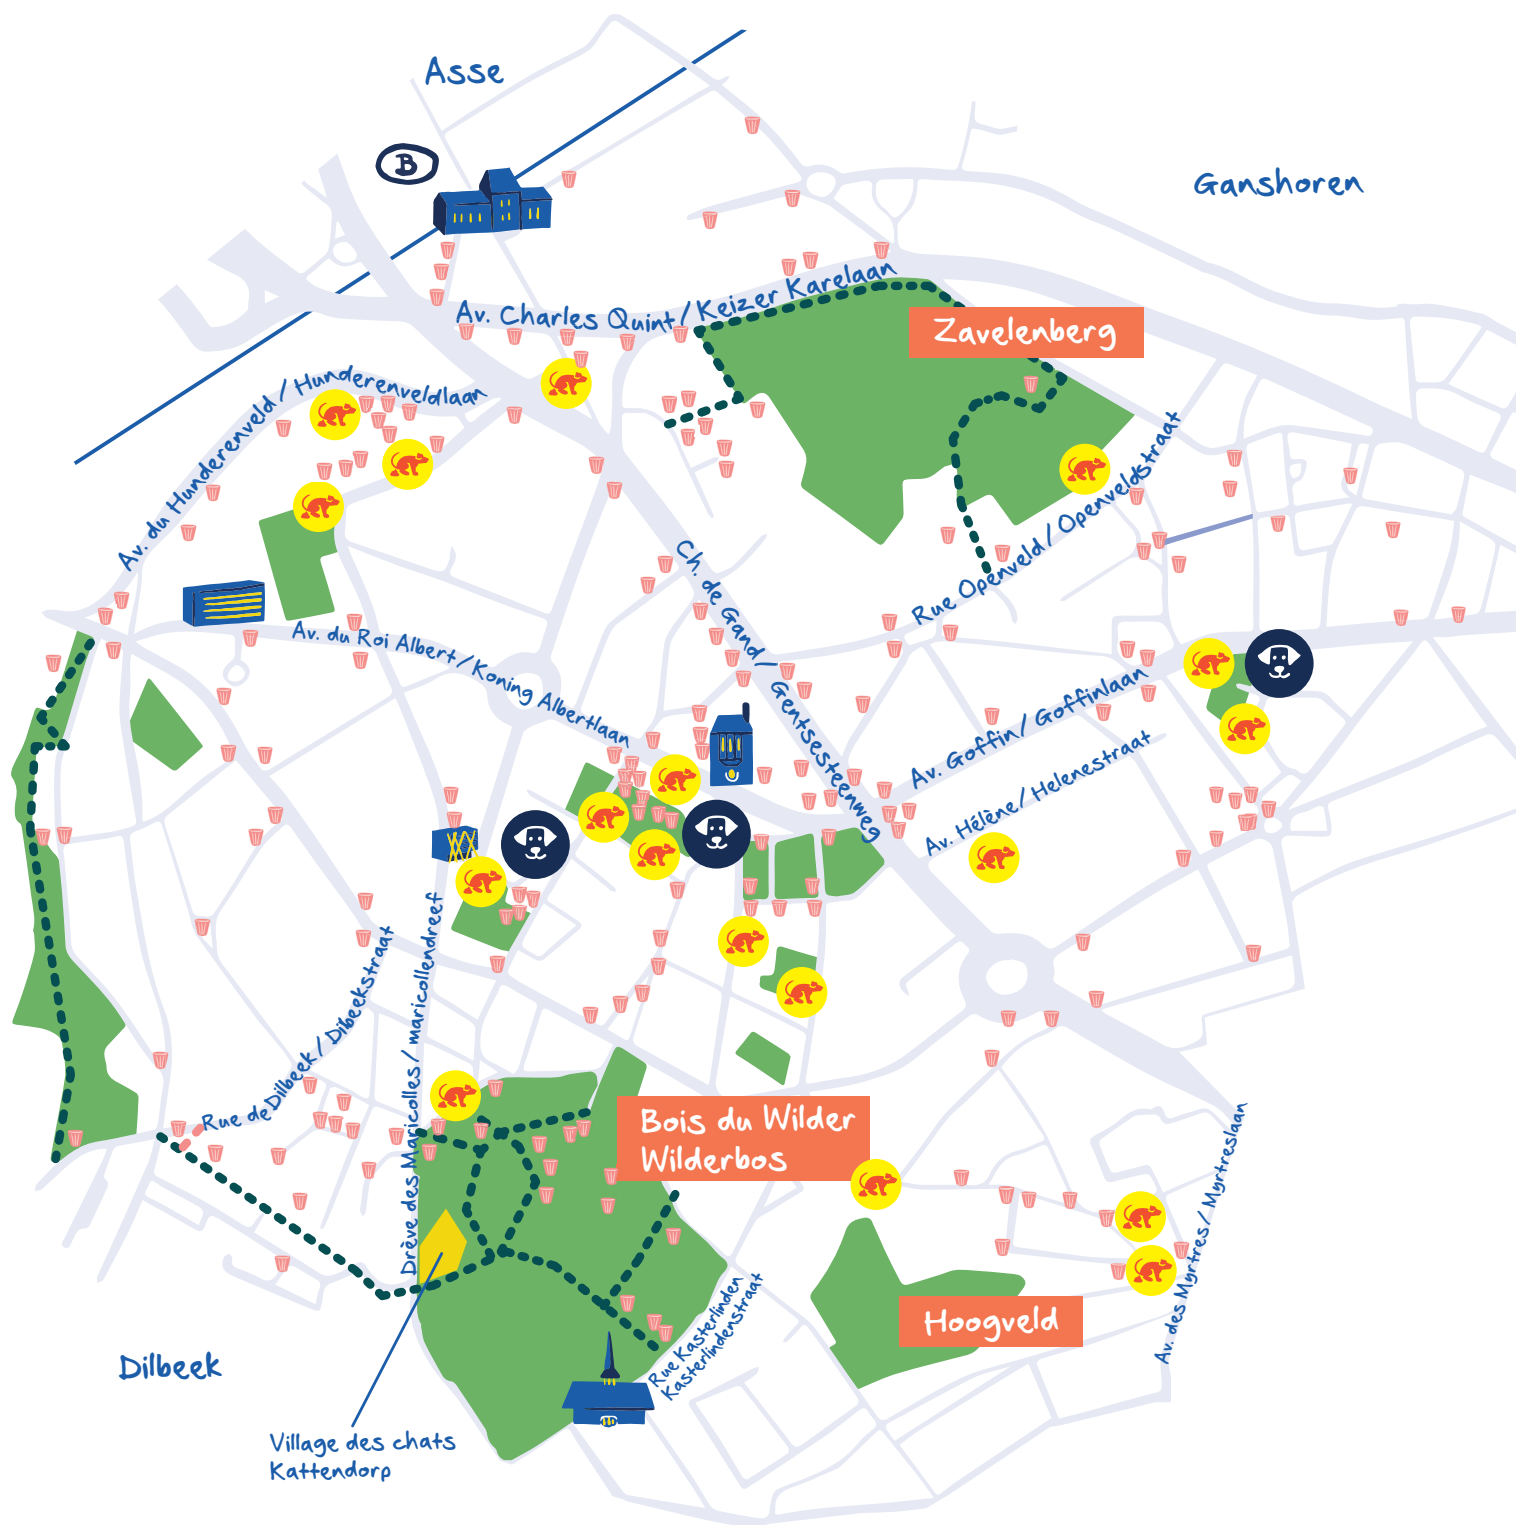 Asse
B
Ganshoren
Av. Charles Quint / Keizer Karelaan
Zavelenberg
Av. du Hunderenveld / Hunderenveldlaan
Rue Openveld / Openveldstraat
Ch. de Gand / Gentsesteenweg
Av. du Roi Albert / Koning Albertlaan
Av. Goffin / Goffinlaan
Av. Hélène / Helenestraat
Drève des Maricolles / maricollendreef
Rue de Dilbeek / Dilbeekstraat
Bois du Wilder
Wilderbos
Av. des Myrtres / Myrtreslaan
Hoogveld
Rue Kasterlinden
Kasterlindenstraat
Dilbeek
Village des chats
Kattendorp